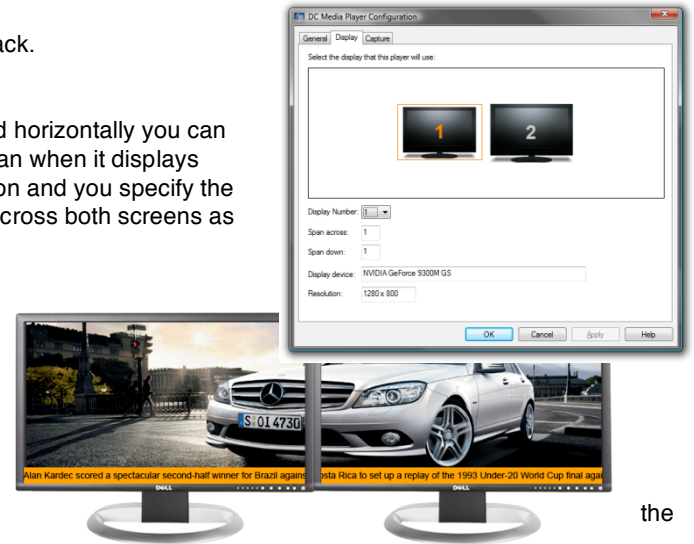 ack.
d horizontally you can
an when it displays
on and you specify the
across both screens as
DC Media Player Configuration
General Display Capture
Select the display that this player will use:
1 2
Display Number: 1
Span across: 1
Span down: 1
Display device: NVIDIA GeForce 9300M GS
Resolution: 1280 x 800
OK Cancel Apply Help
S OI 4730
Alan Kardec scored a spectacular second-half winner for Brazil agains osta Rica to set up a replay of the 1993 Under-20 World Cup final agai
DELL DELL
the